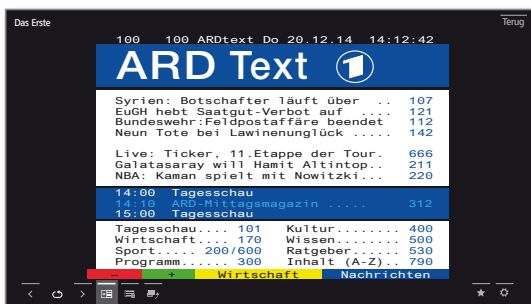 Das Erste
Terug
100 100 ARDtext Do 20.12.14 14:12:42
ARD Text 1
Syrien: Botschafter läuft über .. 107
EuGH hebt Saatgut-Verbot auf .... 121
Bundeswehr:Feldpostaffäre beendet 112
Neun Tote bei Lawinenunglück ..... 142
Live: Ticker, 11.Etappe der Tour. 666
Galatasaray will Hamit Altintop.. 211
NBA: Kaman spielt mit Nowitzki... 220
14:00 Tagesschau
14:10 ARD-Mittagsmagazin ..... 312
15:00 Tagesschau
Tagesschau.... 101 Kultur........ 400
Wirtschaft.... 170 Wissen........ 500
Sport..... 200/600 Ratgeber...... 530
Programm...... 300 Inhalt (A-Z).. 790
– + Wirtschaft Nachrichten